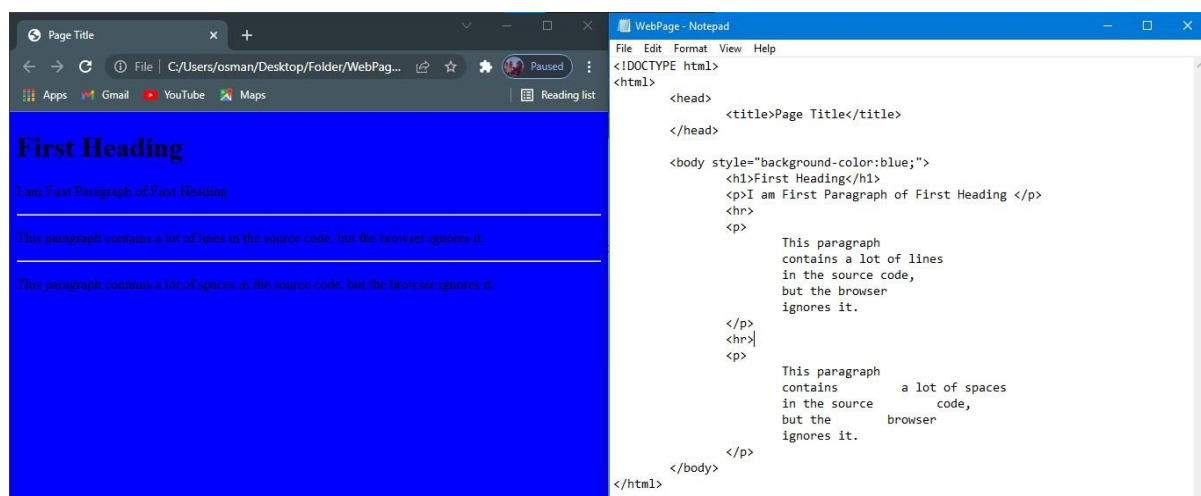 Page Title
File | C:/Users/osman/Desktop/Folder/WebPag... Paused
Apps Gmail YouTube Maps Reading list
First Heading
I am First Paragraph of First Heading
This paragraph contains a lot of lines in the source code, but the browser ignores it.
This paragraph contains a lot of spaces in the source code, but the browser ignores it.
WebPage - Notepad
File Edit Format View Help
<!DOCTYPE html>
<html>
<head>
<title>Page Title</title>
</head>
<body style="background-color:blue;">
<h1>First Heading</h1>
<p>I am First Paragraph of First Heading </p>
<hr>
<p>
This paragraph
contains a lot of lines
in the source code,
but the browser
ignores it.
</p>
<hr>
<p>
This paragraph
contains a lot of spaces
in the source code,
but the browser
ignores it.
</p>
</body>
</html>